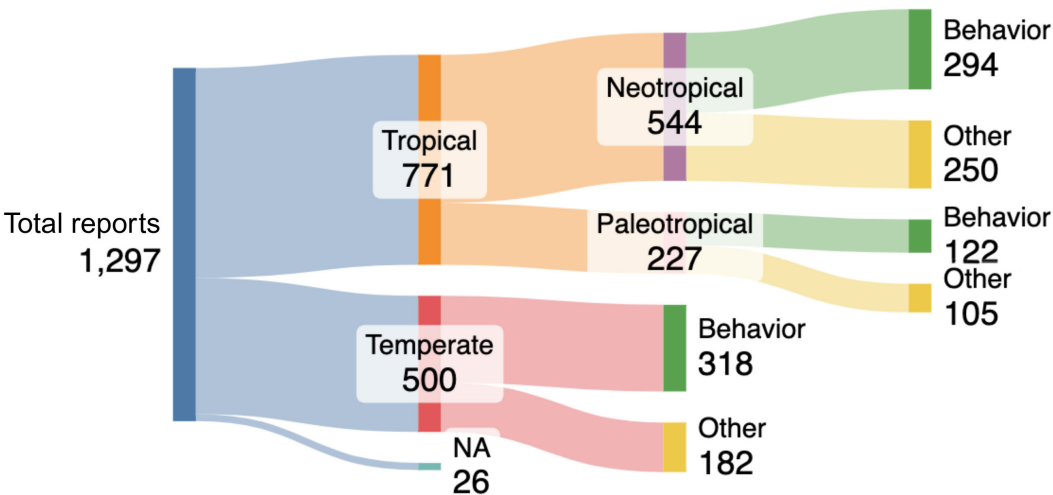 Total reports
1,297
Tropical
771
Temperate
500
NA
26
Neotropical
544
Paleotropical
227
Behavior
318
Other
182
Behavior
294
Other
250
Behavior
122
Other
105